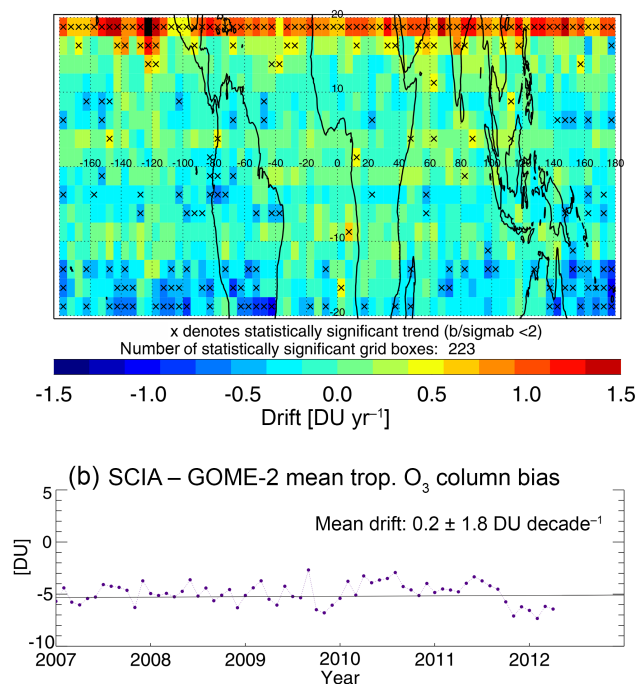 20
10
-160 -140 -120 -100 -80 -60 -40 -20 0 20 40 60 80 100 120 140 160 180
-10
-20
x denotes statistically significant trend (b/sigmab <2)
Number of statistically significant grid boxes: 223
-1.5 -1.0 -0.5 0.0 0.5 1.0 1.5
Drift [DU yr⁻¹]
(b) SCIA – GOME-2 mean trop. O₃ column bias
5
Mean drift: 0.2 ± 1.8 DU decade⁻¹
0
[DU]
-5
-10
2007 2008 2009 2010 2011 2012
Year